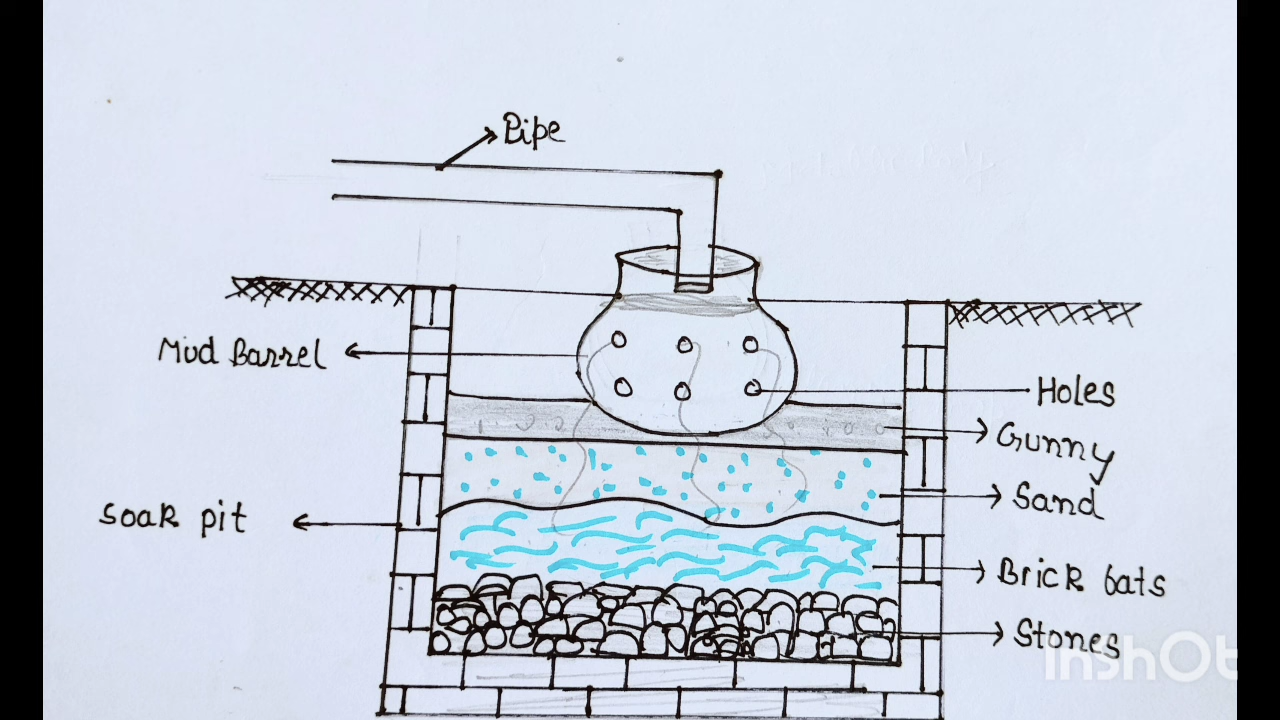 Pipe
Mud Barrel
Holes
Gunny
Sand
Soak pit
Brick bats
Stones
InShOt